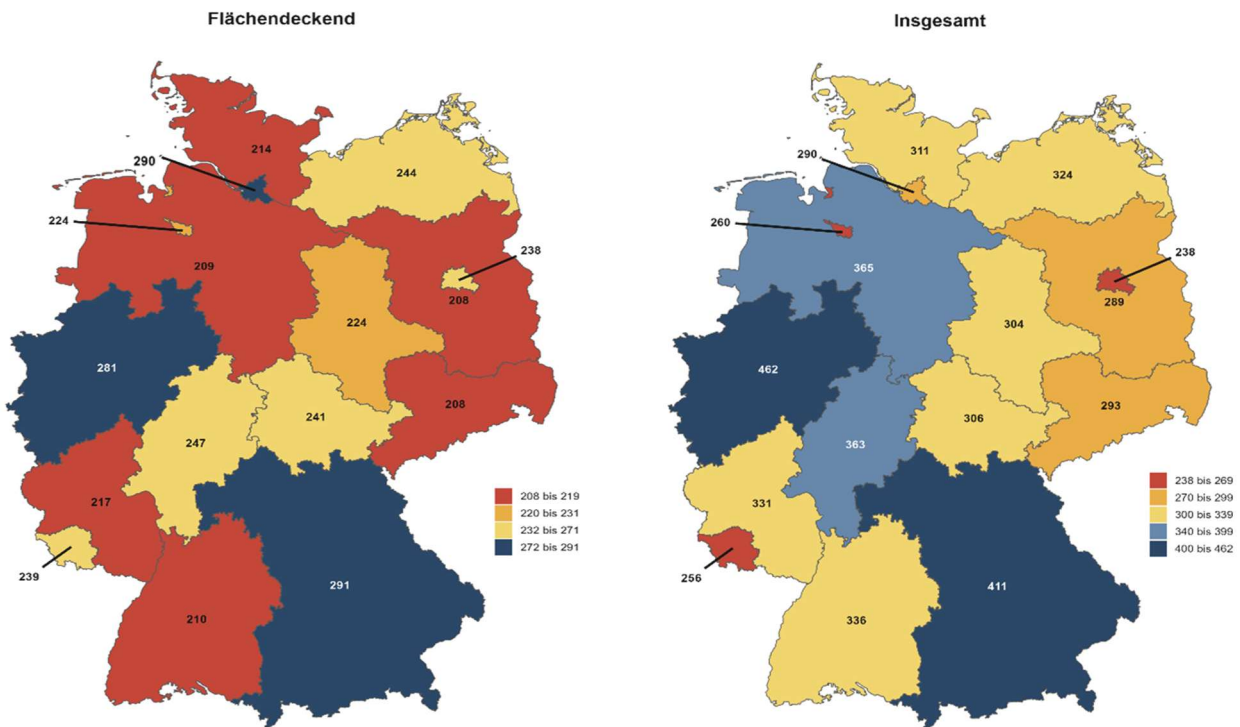 Flächendeckend
290
214
244
224
209
238
208
224
281
208
241
247
217
239
291
210
208 bis 219
220 bis 231
232 bis 271
272 bis 291
Insgesamt
290
311
324
260
365
238
289
304
462
293
306
363
331
256
411
336
238 bis 269
270 bis 299
300 bis 339
340 bis 399
400 bis 462